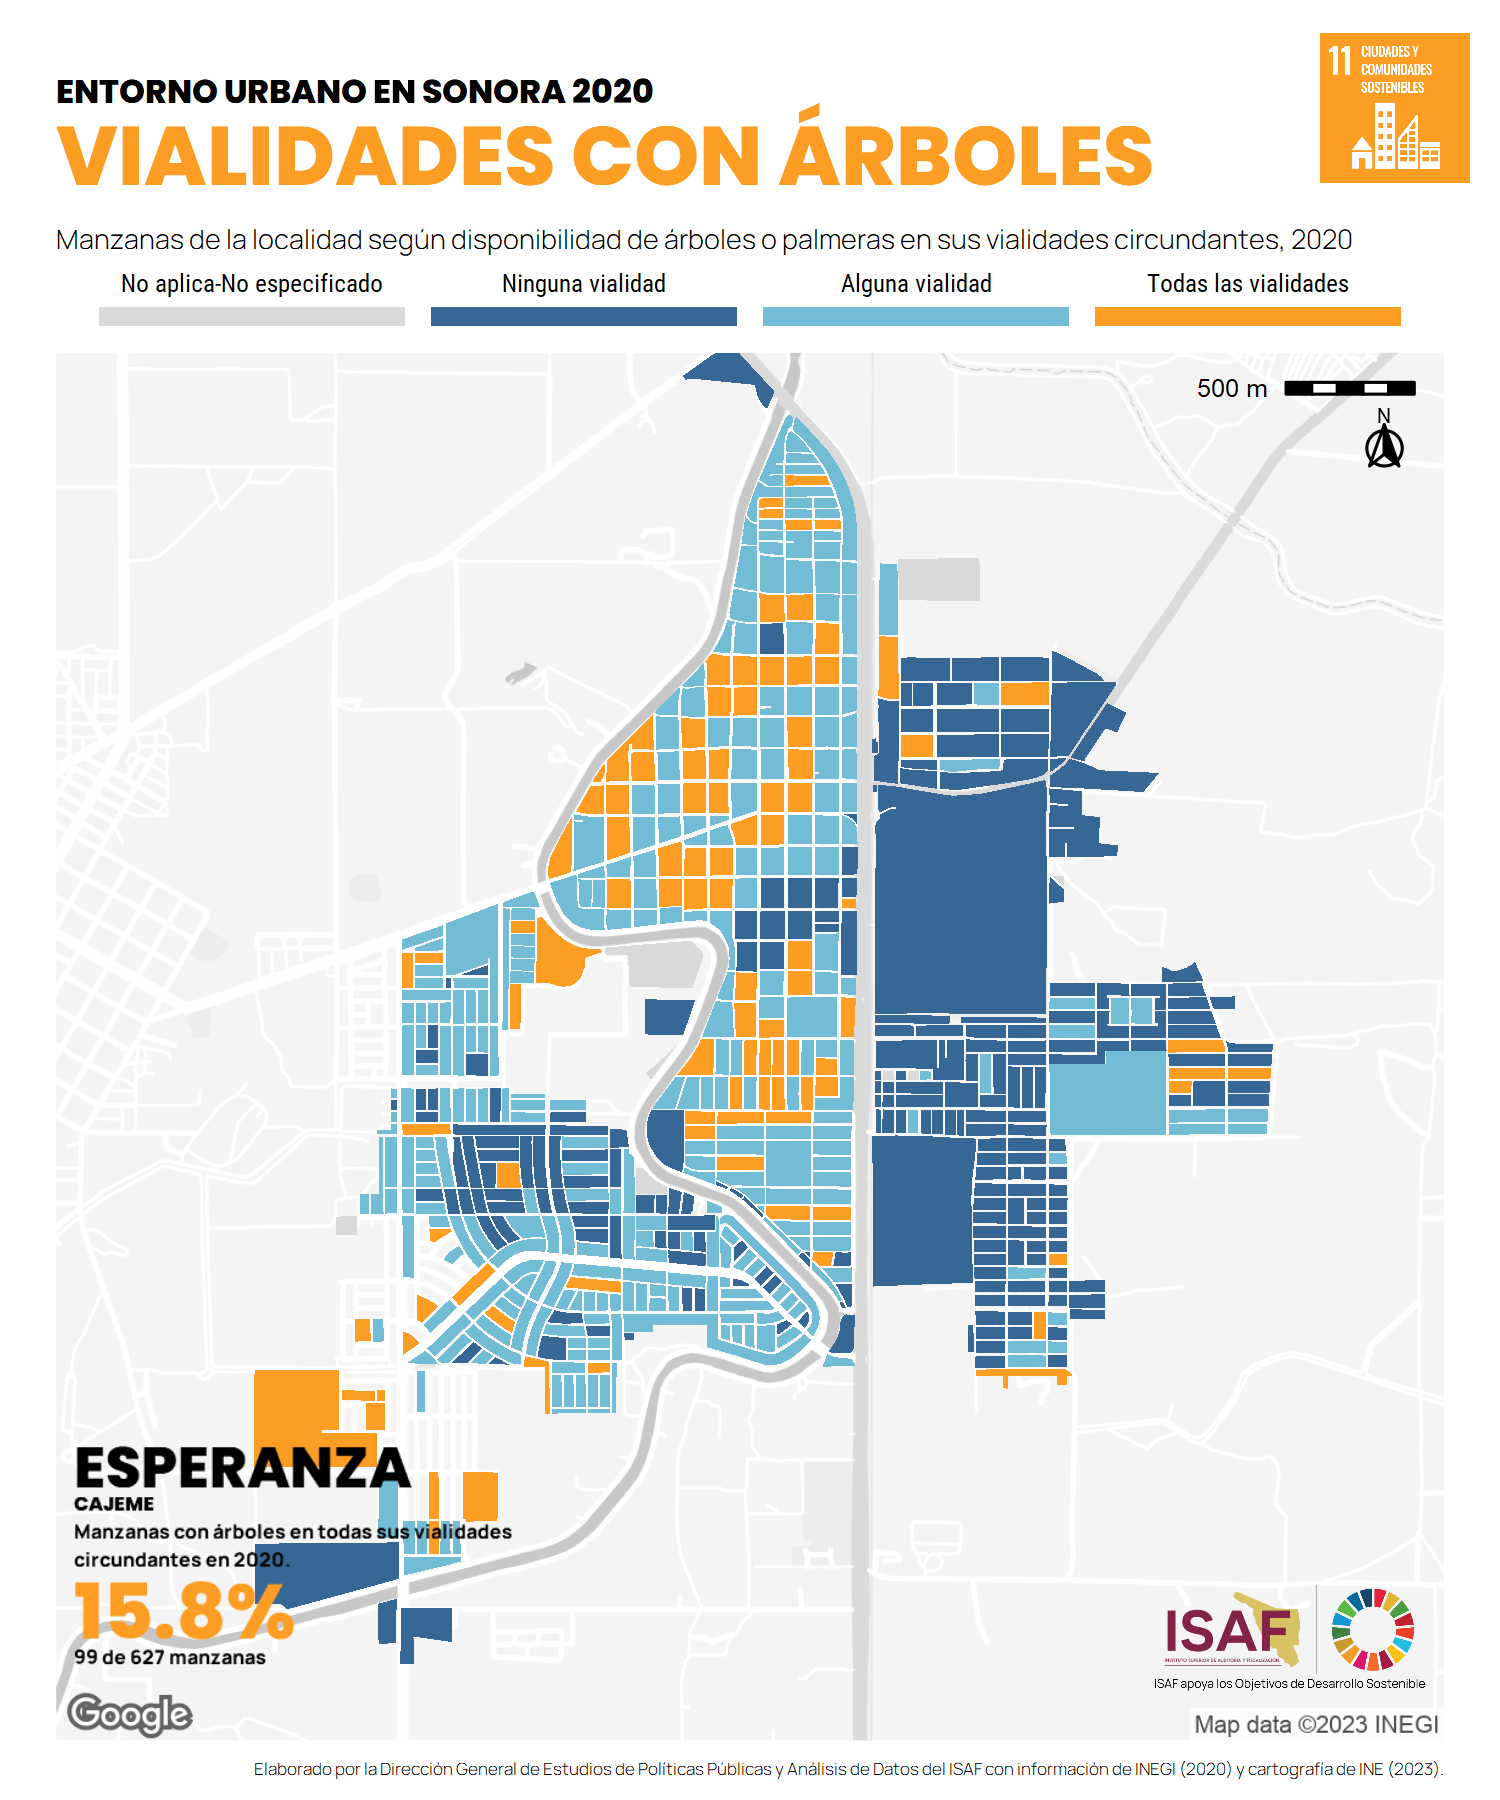 ENTORNO URBANO EN SONORA 2020
VIALIDADES CON ÁRBOLES
11 CIUDADES Y
COMUNIDADES
SOSTENIBLES
Manzanas de la localidad según disponibilidad de árboles o palmeras en sus vialidades circundantes, 2020
No aplica-No especificado
Ninguna vialidad
Alguna vialidad
Todas las vialidades
500 m
N
ESPERANZA
CAJEME
Manzanas con árboles en todas sus vialidades
circundantes en 2020.
15.8%
99 de 627 manzanas
Google
ISAF
INSTITUTO SUPERIOR DE AUDITORÍA Y FISCALIZACIÓN
ISAF apoya los Objetivos de Desarrollo Sostenible
Map data ©2023 INEGI
Elaborado por la Dirección General de Estudios de Políticas Públicas y Análisis de Datos del ISAF con información de INEGI (2020) y cartografía de INE (2023).